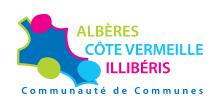 ALBÈRES
CÔTE VERMEILLE
ILLIBÉRIS
Communauté de Communes